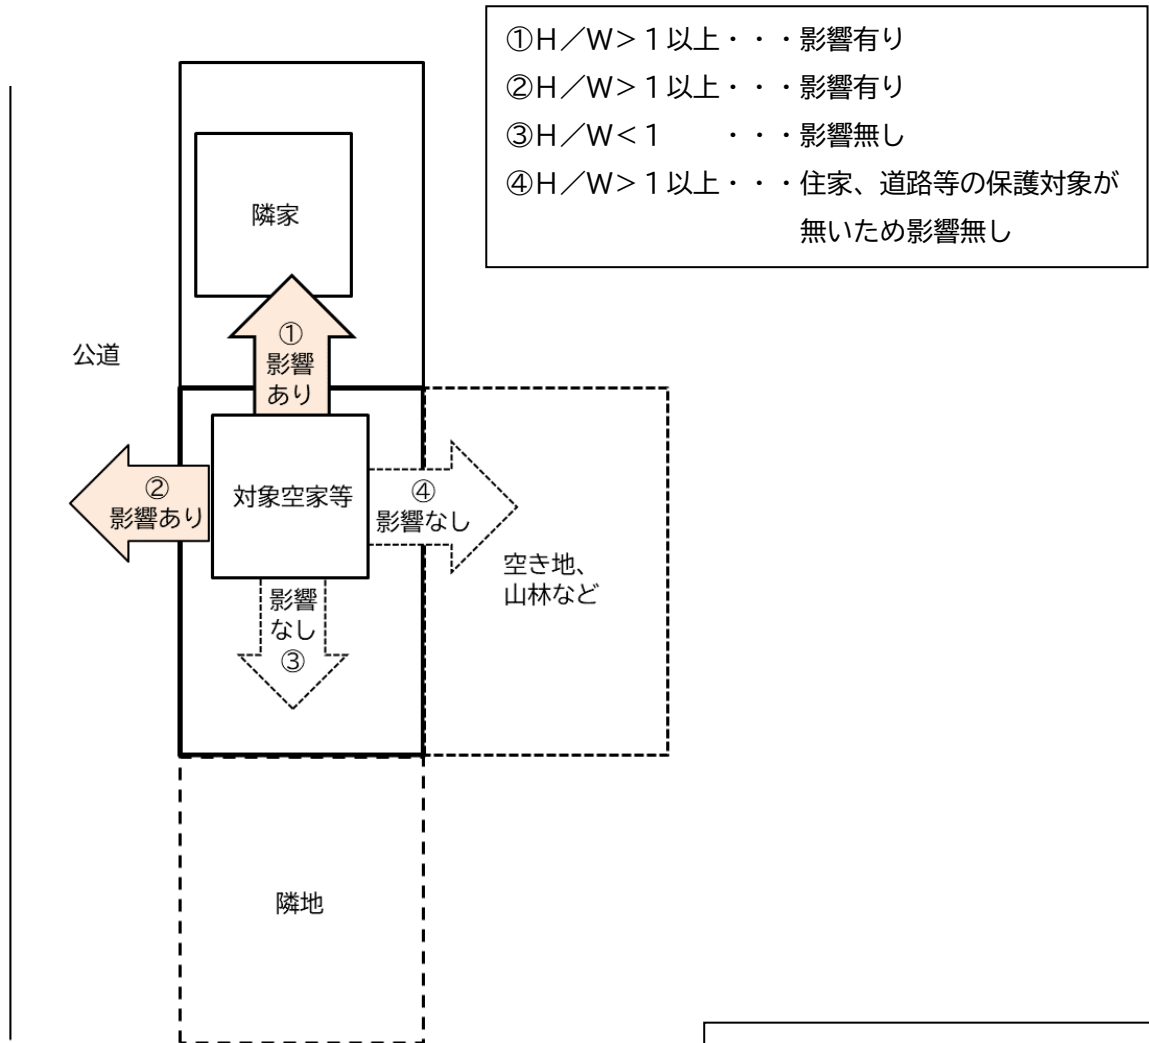 ①Ｈ／Ｗ＞１以上・・・影響有り
②Ｈ／Ｗ＞１以上・・・影響有り
③Ｈ／Ｗ＜１　　・・・影響無し
④Ｈ／Ｗ＞１以上・・・住家、道路等の保護対象が
無いため影響無し
隣家
公道
①
影響
あり
②
影響あり
対象空家等
④
影響なし
空き地、
山林など
影響
なし
③
隣地